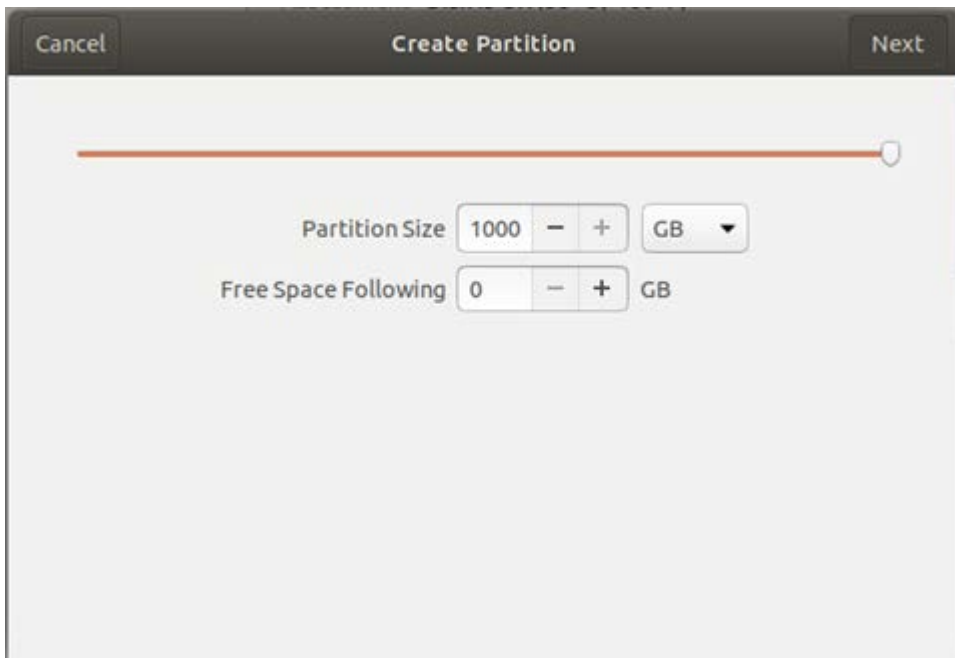 Cancel Create Partition Next
Partition Size 1000 − + GB
Free Space Following 0 − + GB